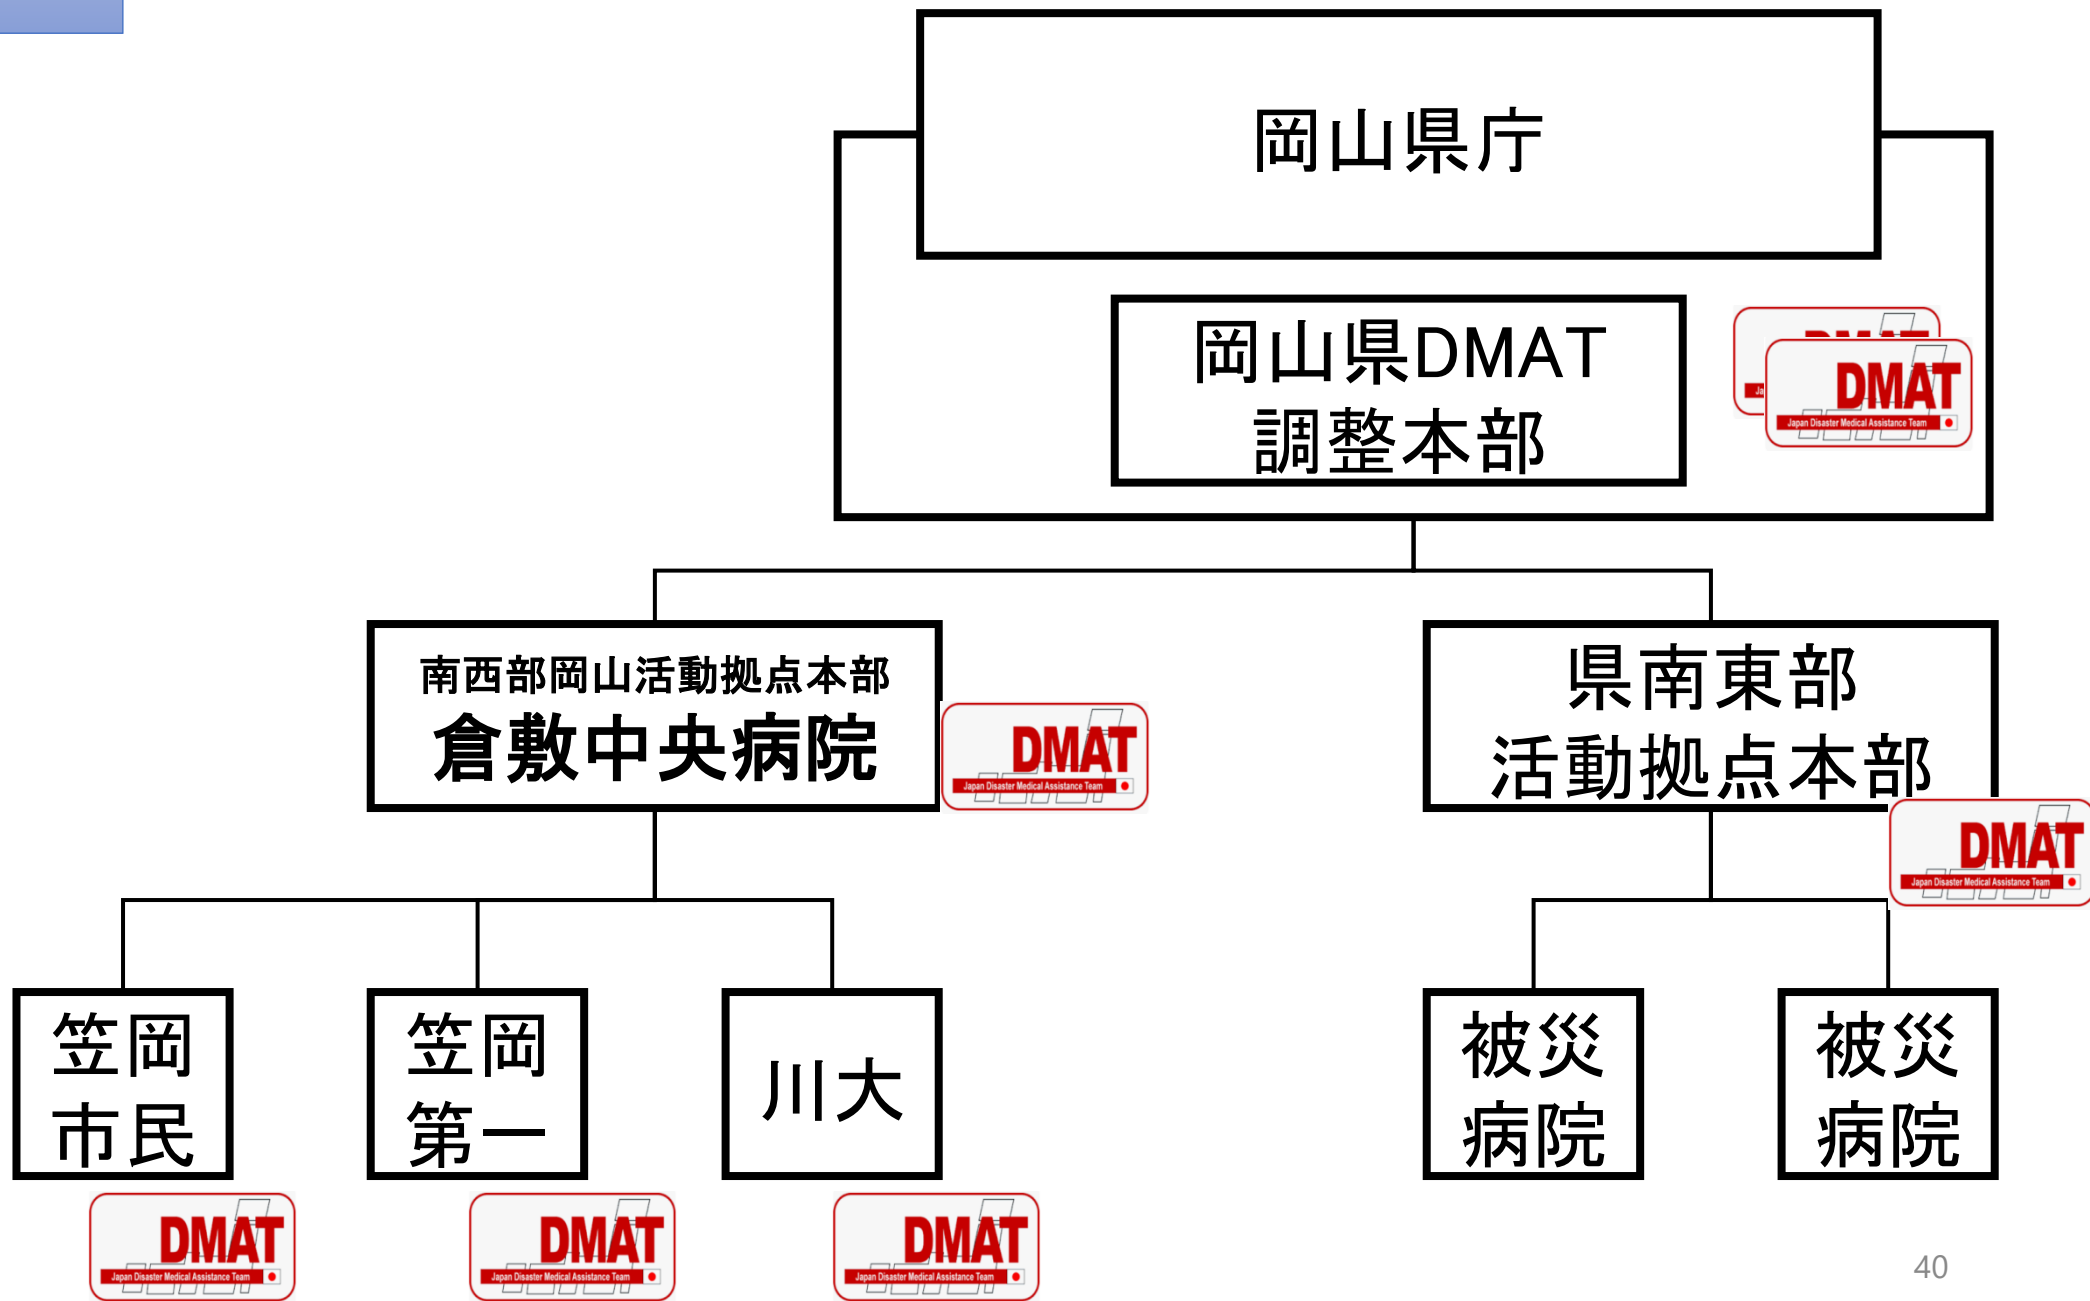 岡山県庁
岡山県DMAT
調整本部
DMAT
DMAT
Japan Disaster Medical Assistance Team
南西部岡山活動拠点本部
倉敷中央病院
DMAT
Japan Disaster Medical Assistance Team
県南東部
活動拠点本部
DMAT
Japan Disaster Medical Assistance Team
笠岡
市民
笠岡
第一
川大
被災
病院
被災
病院
DMAT
Japan Disaster Medical Assistance Team
DMAT
Japan Disaster Medical Assistance Team
DMAT
Japan Disaster Medical Assistance Team
40